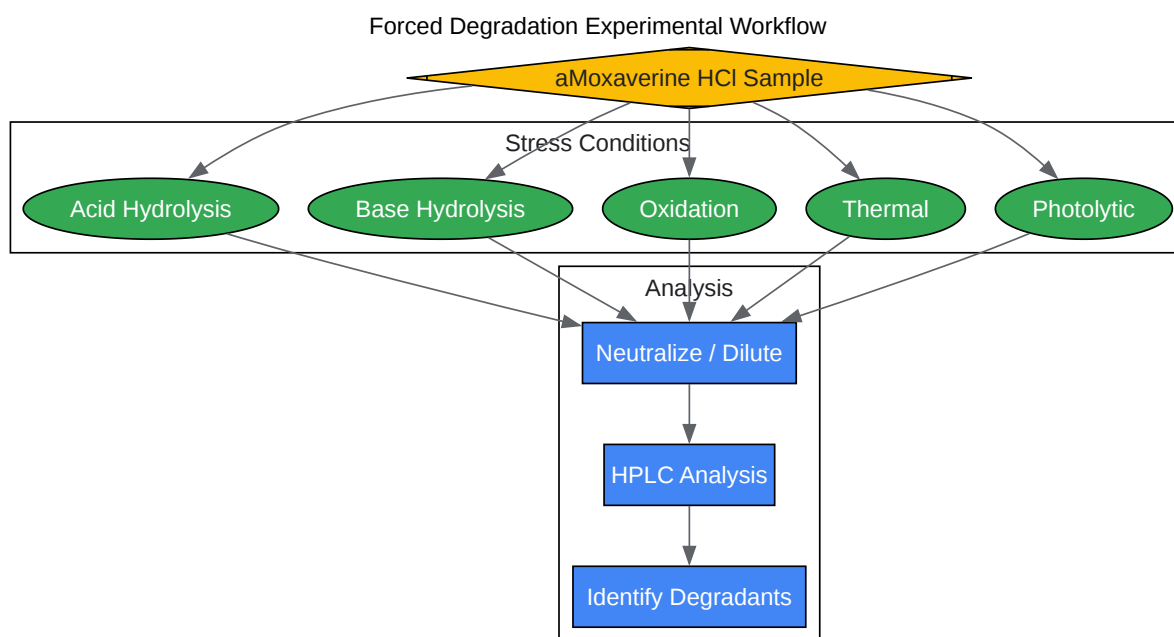 Forced Degradation Experimental Workflow
aMoxaverine HCl Sample
Stress Conditions
Acid Hydrolysis
Base Hydrolysis
Oxidation
Thermal
Photolytic
Analysis
Neutralize / Dilute
HPLC Analysis
Identify Degradants